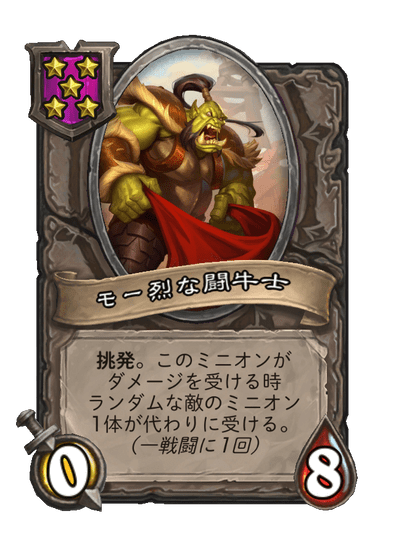 モー烈な闘牛士
挑発。このミニオンが
ダメージを受ける時
ランダムな敵のミニオン
1体が代わりに受ける。
(一戦闘に1回)
0
8